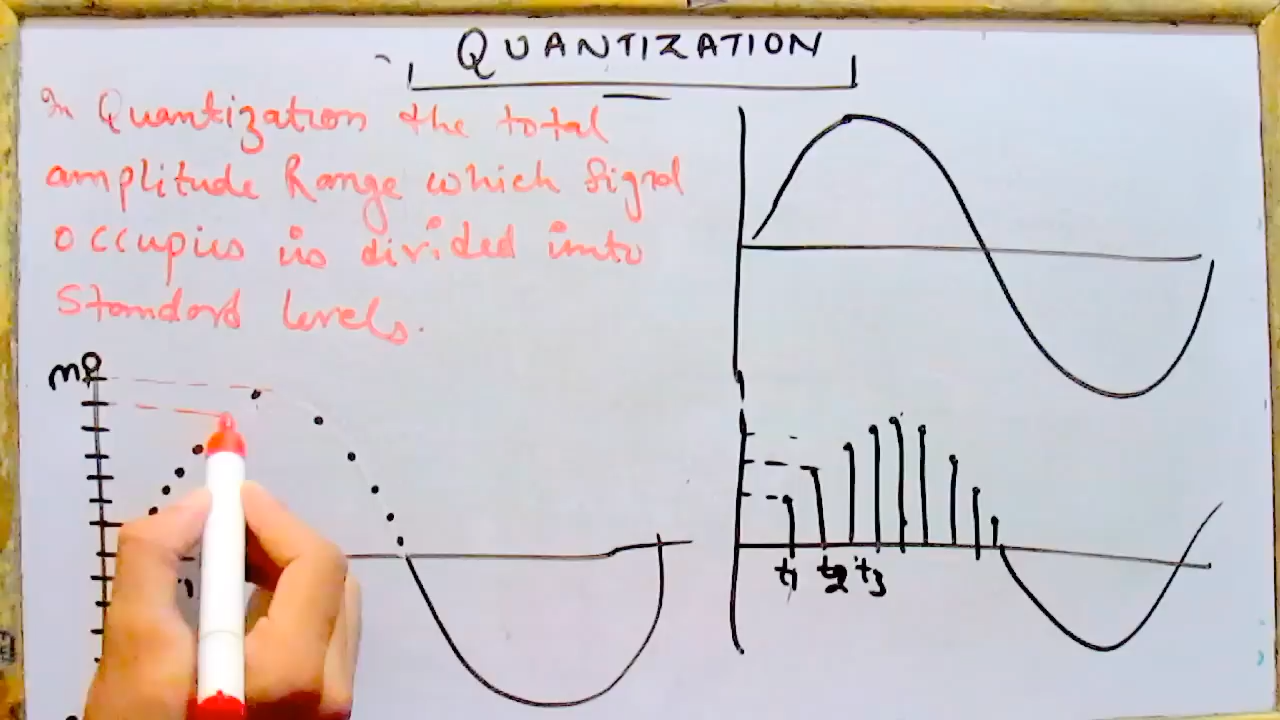 QUANTIZATION
In Quantization the total
amplitude Range which Signal
occupies is divided into
Standard levels.
mp
t1 t2 t3